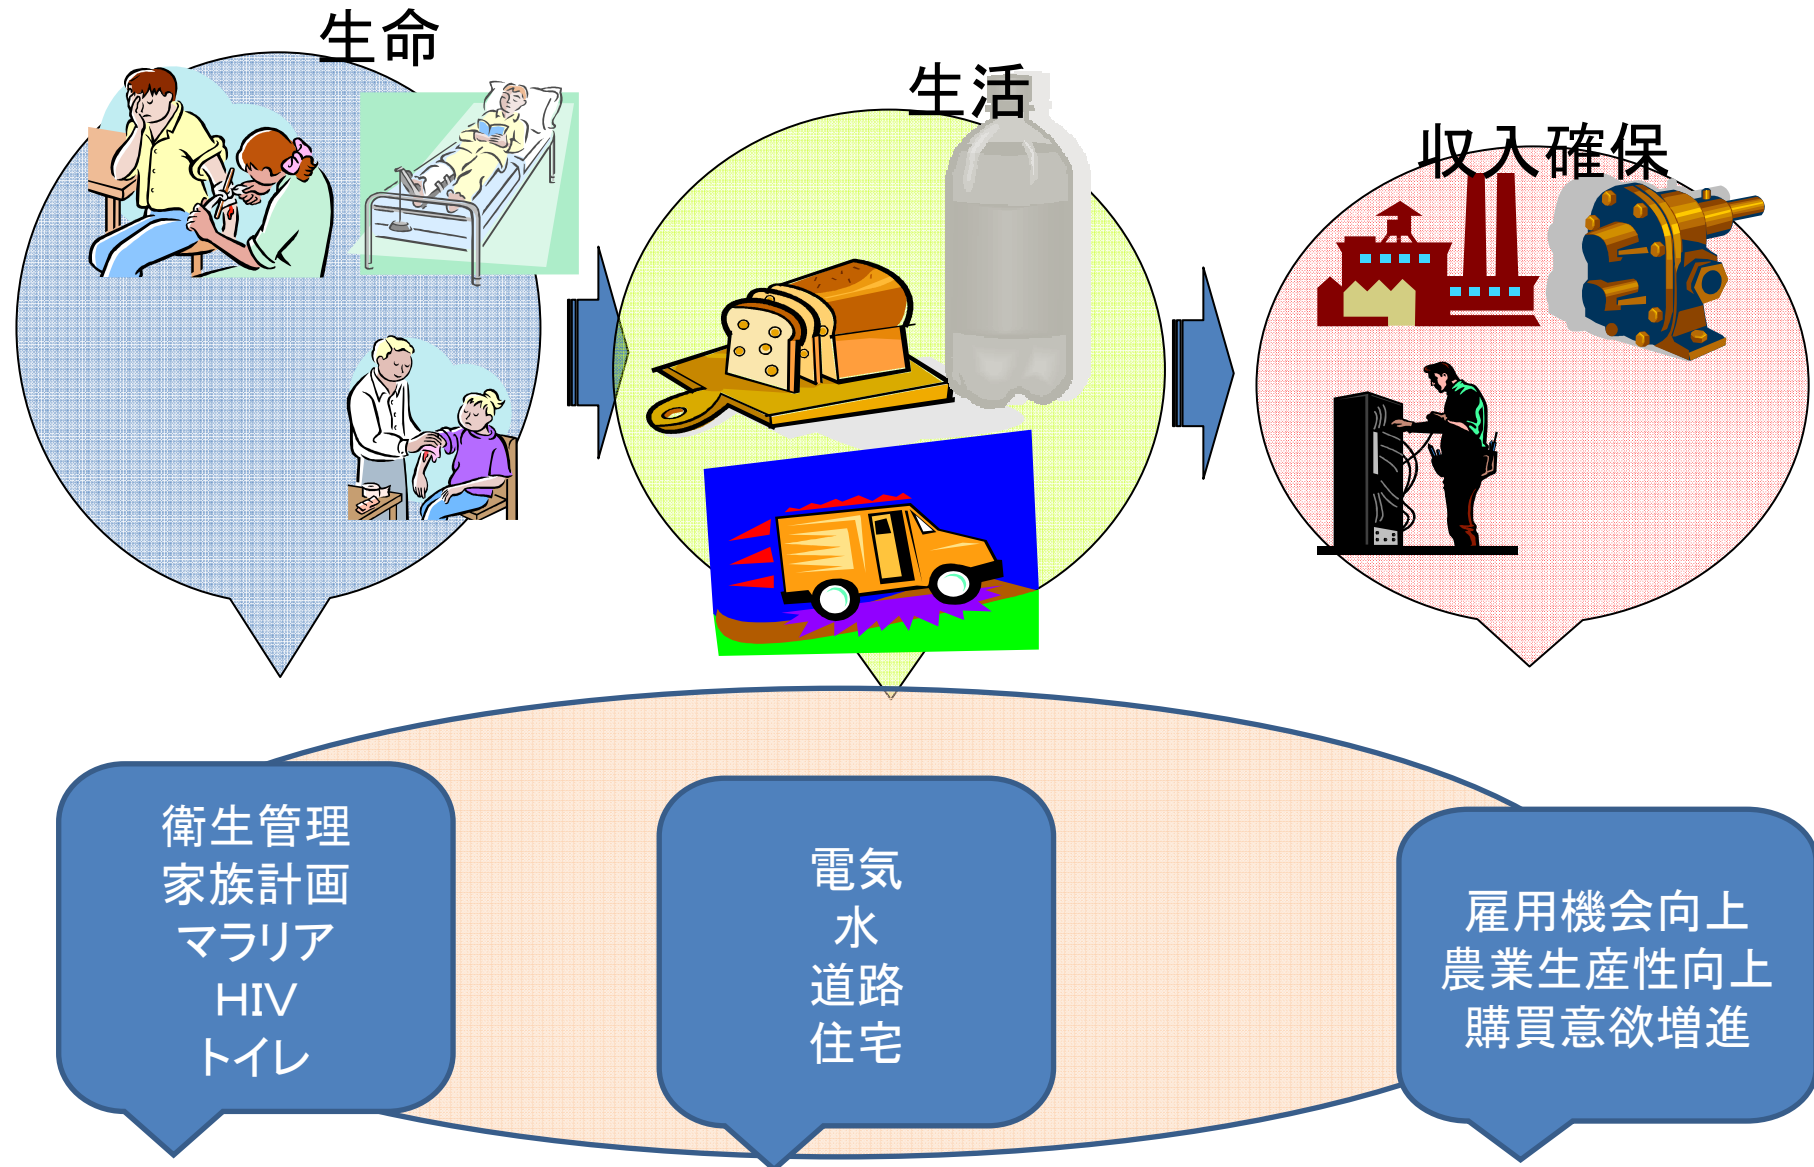 生命
生活
収入確保
衛生管理
家族計画
マラリア
HIV
トイレ
電気
水
道路
住宅
雇用機会向上
農業生産性向上
購買意欲増進